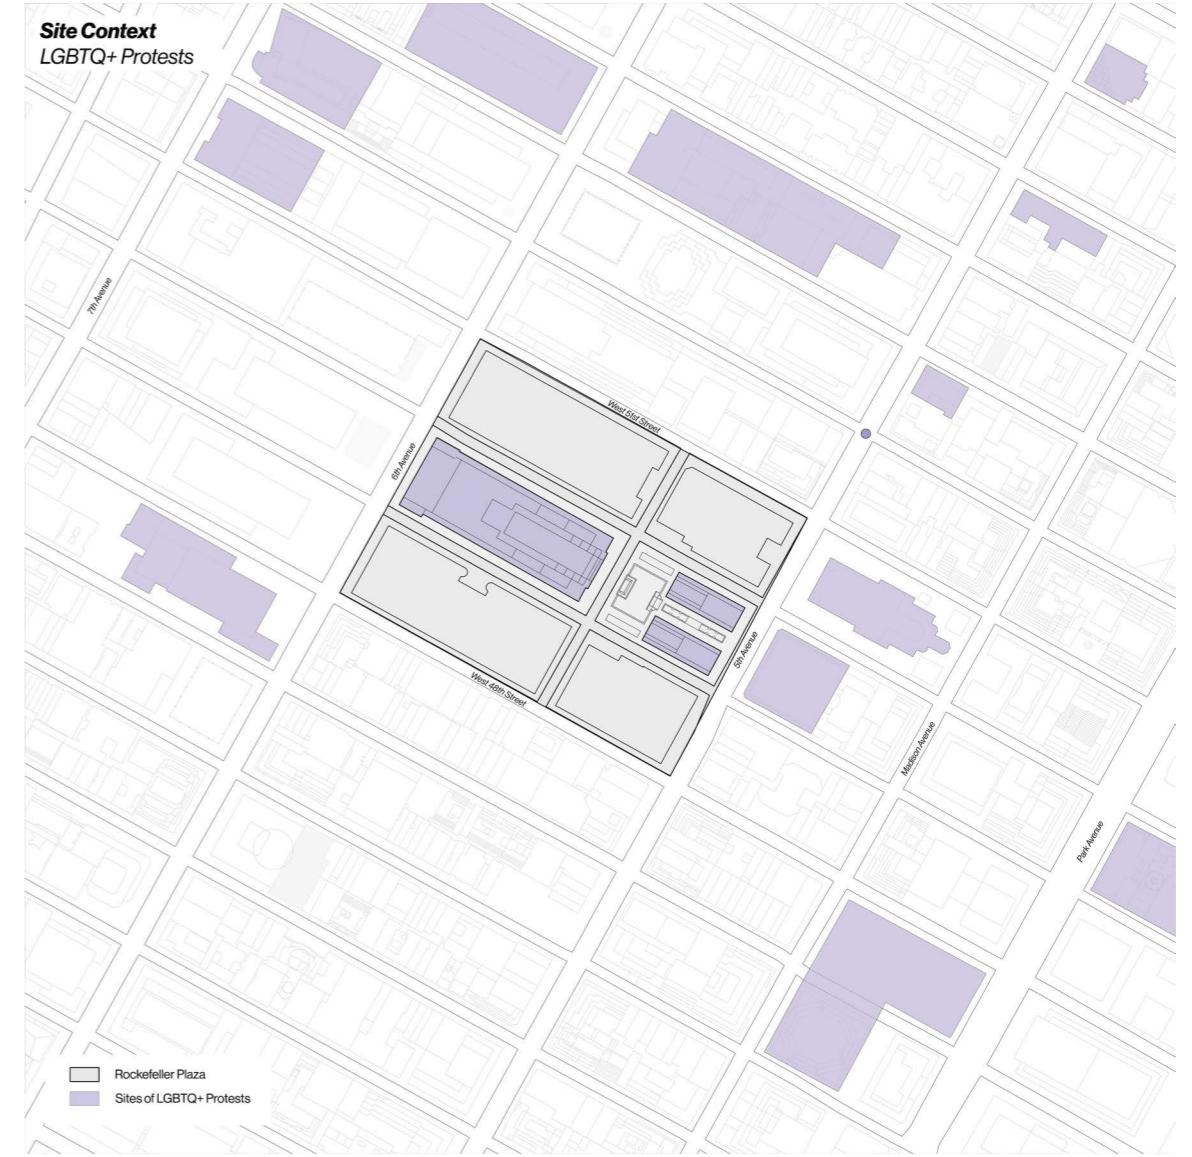 Site Context
LGBTQ+ Protests
7th Avenue
West 51st Street
6th Avenue
5th Avenue
West 48th Street
Madison Avenue
Park Avenue
Rockefeller Plaza
Sites of LGBTQ+ Protests